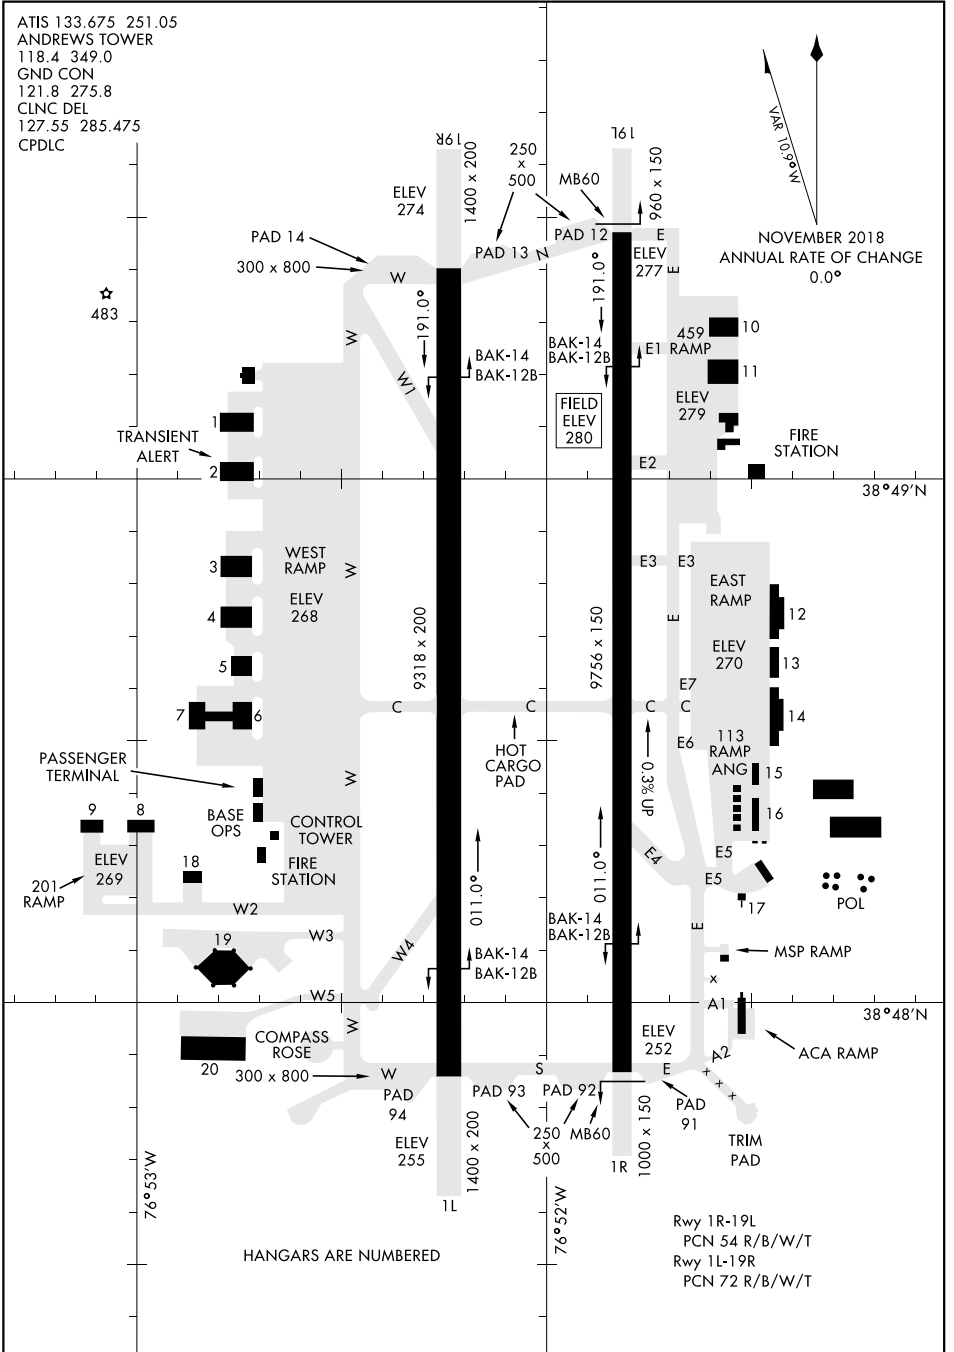 ATIS 133.675 251.05
ANDREWS TOWER
118.4 349.0
GND CON
121.8 275.8
CLNC DEL
127.55 285.475
CPDLC
19R
19L
1400 x 200
960 x 150
250
x
500
MB60
VAR 10.9°W
NOVEMBER 2018
ANNUAL RATE OF CHANGE
0.0°
ELEV
274
PAD 14
300 x 800
PAD 13
PAD 12
N
E
ELEV
277
E
W
W
483
191.0°
191.0°
W1
BAK-14
BAK-12B
BAK-14
BAK-12B
E1
459
RAMP
10
11
ELEV
279
FIELD
ELEV
280
FIRE
STATION
1
TRANSIENT
ALERT
2
E2
38°49'N
WEST
RAMP
3
W
E3
E3
EAST
RAMP
ELEV
268
4
E
12
9318 x 200
9756 x 150
ELEV
270
5
13
E7
7
6
C
C
C
C
14
HOT
CARGO
PAD
E6
113
RAMP
ANG
15
0.3% UP
PASSENGER
TERMINAL
W
9
8
BASE
OPS
CONTROL
TOWER
16
FIRE
STATION
ELEV
269
18
201
RAMP
E4
E5
E5
POL
17
011.0°
011.0°
W2
W3
19
W4
BAK-14
BAK-12B
BAK-14
BAK-12B
E
MSP RAMP
x
W5
A1
38°48'N
COMPASS
ROSE
W
20
300 x 800
W
ELEV
252
A2
ACA RAMP
S
E
x
x
x
x
PAD
94
PAD 93
PAD 92
PAD
91
250
x
500
MB60
1000 x 150
ELEV
255
1400 x 200
TRIM
PAD
1R
1L
76°53'W
76°52'W
Rwy 1R-19L
PCN 54 R/B/W/T
Rwy 1L-19R
PCN 72 R/B/W/T
HANGARS ARE NUMBERED